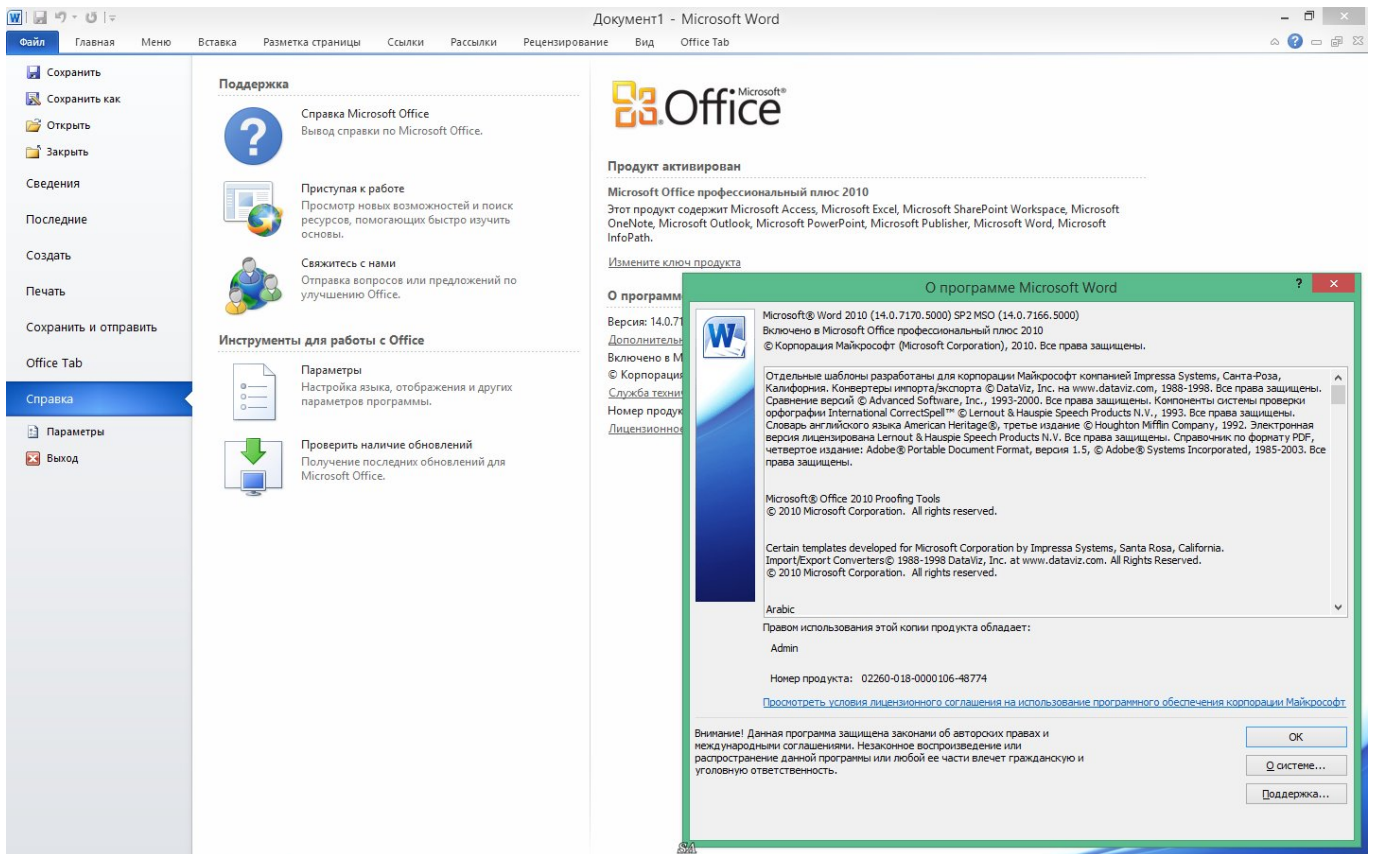 Документ1 - Microsoft Word
Файл Главная Меню Вставка Разметка страницы Ссылки Рассылки Рецензирование Вид Office Tab
Сохранить
Сохранить как
Открыть
Закрыть
Сведения
Последние
Создать
Печать
Сохранить и отправить
Office Tab
Справка
Параметры
Выход
Поддержка
Справка Microsoft Office
Вывод справки по Microsoft Office.
Приступая к работе
Просмотр новых возможностей и поиск
ресурсов, помогающих быстро изучить
основы.
Свяжитесь с нами
Отправка вопросов или предложений по
улучшению Office.
Инструменты для работы с Office
Параметры
Настройка языка, отображения и других
параметров программы.
Проверить наличие обновлений
Получение последних обновлений для
Microsoft Office.
Microsoft®
Office
Продукт активирован
Microsoft Office профессиональный плюс 2010
Этот продукт содержит Microsoft Access, Microsoft Excel, Microsoft SharePoint Workspace, Microsoft
OneNote, Microsoft Outlook, Microsoft PowerPoint, Microsoft Publisher, Microsoft Word, Microsoft
InfoPath.
Измените ключ продукта
О программ
Версия: 14.0.71
Дополнитель
Включено в М
© Корпорация
Служба технич
Номер продук
Лицензионное
О программе Microsoft Word
Microsoft® Word 2010 (14.0.7170.5000) SP2 MSO (14.0.7166.5000)
Включено в Microsoft Office профессиональный плюс 2010
© Корпорация Майкрософт (Microsoft Corporation), 2010. Все права защищены.
Отдельные шаблоны разработаны для корпорации Майкрософт компанией Impressa Systems, Санта-Роза,
Калифорния. Конвертеры импорта/экспорта © DataViz, Inc. на www.dataviz.com, 1988-1998. Все права защищены.
Сравнение версий © Advanced Software, Inc., 1993-2000. Все права защищены. Компоненты системы проверки
орфографии International CorrectSpell™ © Lernout & Hauspie Speech Products N.V., 1993. Все права защищены.
Словарь английского языка American Heritage®, третье издание © Houghton Mifflin Company, 1992. Электронная
версия лицензирована Lernout & Hauspie Speech Products N.V. Все права защищены. Справочник по формату PDF,
четвертое издание: Adobe® Portable Document Format, версия 1.5, © Adobe® Systems Incorporated, 1985-2003. Все
права защищены.
Microsoft® Office 2010 Proofing Tools
© 2010 Microsoft Corporation. All rights reserved.
Certain templates developed for Microsoft Corporation by Impressa Systems, Santa Rosa, California.
Import/Export Converters© 1988-1998 DataViz, Inc. at www.dataviz.com. All Rights Reserved.
© 2010 Microsoft Corporation. All rights reserved.
Arabic
Правом использования этой копии продукта обладает:
Admin
Номер продукта: 02260-018-0000106-48774
Просмотреть условия лицензионного соглашения на использование программного обеспечения корпорации Майкрософт
Внимание! Данная программа защищена законами об авторских правах и
международными соглашениями. Незаконное воспроизведение или
распространение данной программы или любой ее части влечет гражданскую и
уголовную ответственность.
OK
О системе...
Поддержка...